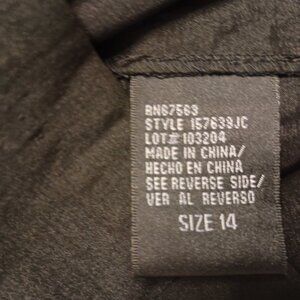 RN67563
STYLE 157639JC
LOT# 103204
MADE IN CHINA/
HECHO EN CHINA
SEE REVERSE SIDE/
VER AL REVERSO
SIZE 14